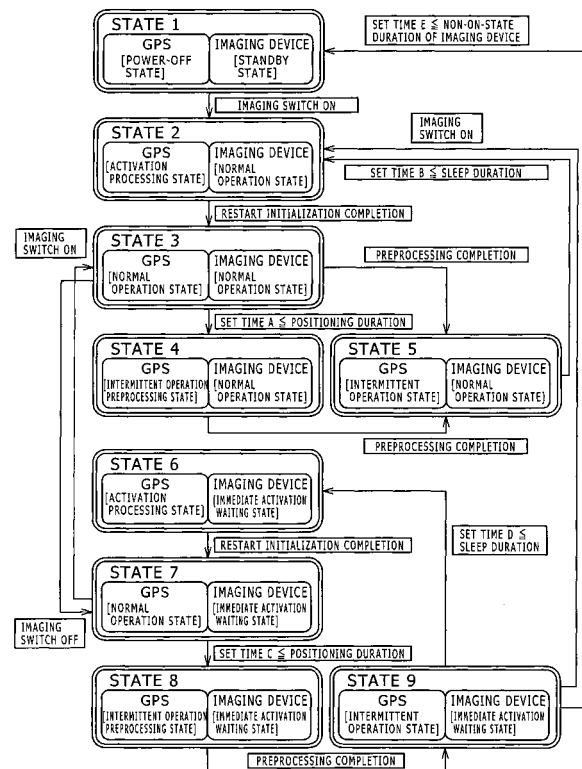 STATE 1
GPS
[POWER-OFF
STATE]
IMAGING DEVICE
[STANDBY
STATE]
SET TIME E ≦ NON-ON-STATE
DURATION OF IMAGING DEVICE
IMAGING SWITCH ON
IMAGING
SWITCH ON
STATE 2
GPS
[ACTIVATION
PROCESSING STATE]
IMAGING DEVICE
[NORMAL
OPERATION STATE]
SET TIME B ≦ SLEEP DURATION
RESTART INITIALIZATION COMPLETION
IMAGING
SWITCH ON
STATE 3
GPS
[NORMAL
OPERATION STATE]
IMAGING DEVICE
[NORMAL
OPERATION STATE]
PREPROCESSING COMPLETION
SET TIME A ≦ POSITIONING DURATION
STATE 4
GPS
[INTERMITTENT OPERATION
PREPROCESSING STATE]
IMAGING DEVICE
[NORMAL
OPERATION STATE]
STATE 5
GPS
[INTERMITTENT
OPERATION STATE]
IMAGING DEVICE
[NORMAL
OPERATION STATE]
PREPROCESSING COMPLETION
STATE 6
GPS
[ACTIVATION
PROCESSING STATE]
IMAGING DEVICE
[IMMEDIATE ACTIVATION
WAITING STATE]
SET TIME D ≦
SLEEP DURATION
RESTART INITIALIZATION COMPLETION
STATE 7
GPS
[NORMAL
OPERATION STATE]
IMAGING DEVICE
[IMMEDIATE ACTIVATION
WAITING STATE]
IMAGING
SWITCH OFF
SET TIME C ≦ POSITIONING DURATION
STATE 8
GPS
[INTERMITTENT OPERATION
PREPROCESSING STATE]
IMAGING DEVICE
[IMMEDIATE ACTIVATION
WAITING STATE]
STATE 9
GPS
[INTERMITTENT
OPERATION STATE]
IMAGING DEVICE
[IMMEDIATE ACTIVATION
WAITING STATE]
PREPROCESSING COMPLETION